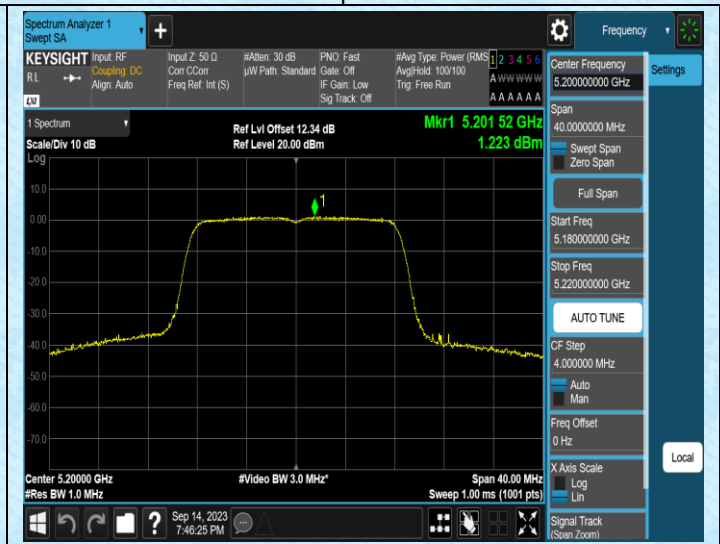 Spectrum Analyzer 1
Swept SA
+
Frequency
KEYSIGHT
RL
LXI
Input: RF
Coupling: DC
Align: Auto
Input Z: 50 Ω
Corr CCorr
Freq Ref: Int (S)
#Atten: 30 dB
µW Path: Standard
PNO: Fast
Gate: Off
IF Gain: Low
Sig Track: Off
#Avg Type: Power (RMS
Avg|Hold: 100/100
Trig: Free Run
1 2 3 4 5 6
A W W W W W
A A A A A A
1 Spectrum
Scale/Div 10 dB
Log
Ref Lvl Offset 12.34 dB
Ref Level 20.00 dBm
Mkr1 5.201 52 GHz
1.223 dBm
10.0
0.00
-10.0
-20.0
-30.0
-40.0
-50.0
-60.0
-70.0
1
Center 5.20000 GHz
#Res BW 1.0 MHz
#Video BW 3.0 MHz*
Span 40.00 MHz
Sweep 1.00 ms (1001 pts)
Center Frequency
5.200000000 GHz
Settings
Span
40.0000000 MHz
Swept Span
Zero Span
Full Span
Start Freq
5.180000000 GHz
Stop Freq
5.220000000 GHz
AUTO TUNE
CF Step
4.000000 MHz
Auto
Man
Freq Offset
0 Hz
X Axis Scale
Log
Lin
Local
Signal Track
(Span Zoom)
?
Sep 14, 2023
7:46:25 PM